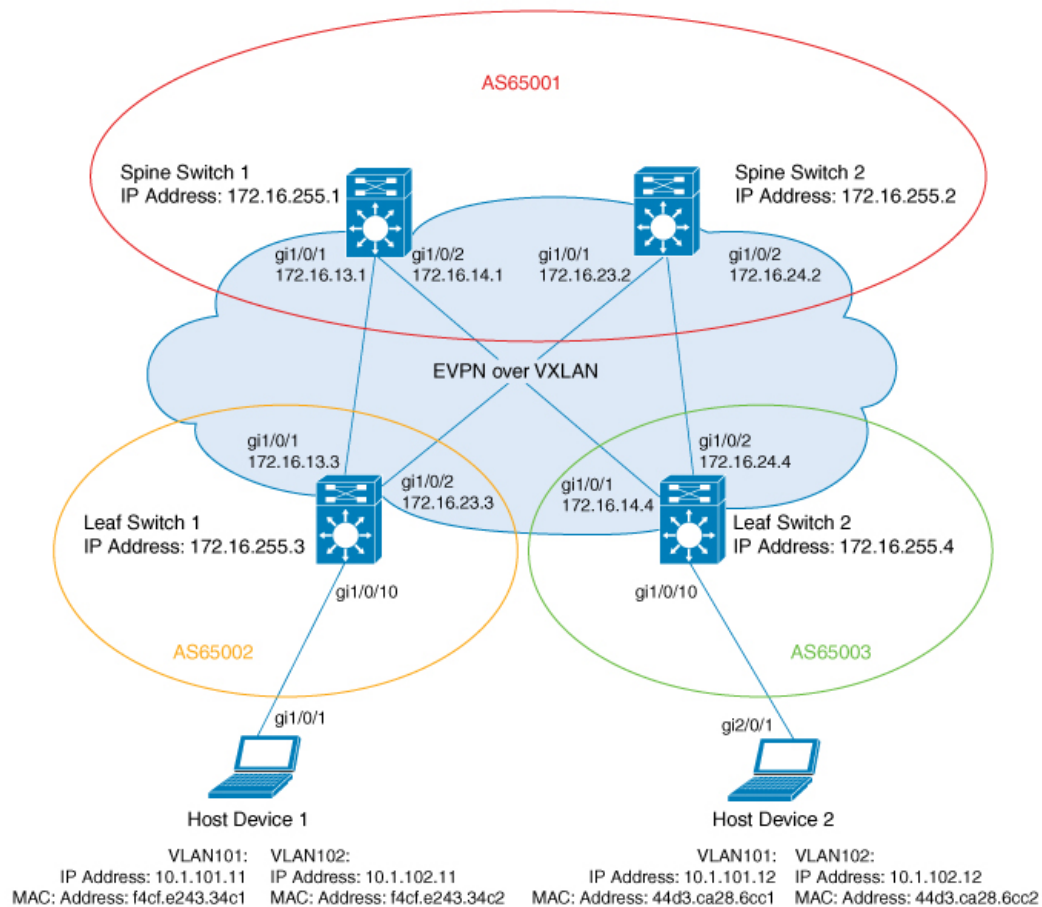 AS65001
Spine Switch 1
IP Address: 172.16.255.1
Spine Switch 2
IP Address: 172.16.255.2
gi1/0/1
172.16.13.1
gi1/0/2
172.16.14.1
gi1/0/1
172.16.23.2
gi1/0/2
172.16.24.2
EVPN over VXLAN
gi1/0/1
172.16.13.3
gi1/0/2
172.16.23.3
gi1/0/1
172.16.14.4
gi1/0/2
172.16.24.4
Leaf Switch 1
IP Address: 172.16.255.3
Leaf Switch 2
IP Address: 172.16.255.4
gi1/0/10
gi1/0/10
AS65002
AS65003
gi1/0/1
gi2/0/1
Host Device 1
Host Device 2
VLAN101:
IP Address: 10.1.101.11
MAC: Address: f4cf.e243.34c1
VLAN102:
IP Address: 10.1.102.11
MAC: Address: f4cf.e243.34c2
VLAN101:
IP Address: 10.1.101.12
MAC: Address: 44d3.ca28.6cc1
VLAN102:
IP Address: 10.1.102.12
MAC: Address: 44d3.ca28.6cc2